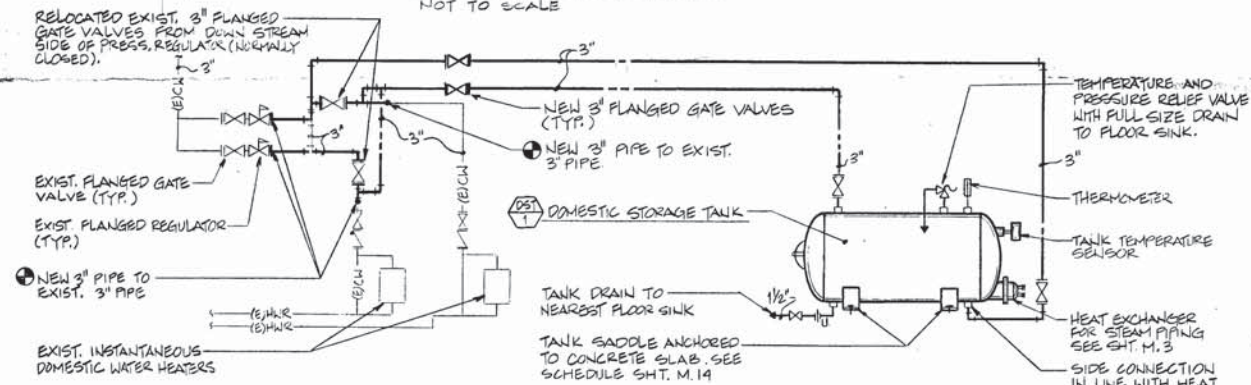 NOT TO SCALE
RELOCATED EXIST. 3" FLANGED
GATE VALVES FROM DOWN STREAM
SIDE OF PRESS. REGULATOR (NORMALLY
CLOSED).
3"
(E)CW
3"
3"
NEW 3" FLANGED GATE VALVES
(TYP.)
3"
NEW 3" PIPE TO EXIST.
3" PIPE
EXIST. FLANGED GATE
VALVE (TYP.)
EXIST. FLANGED REGULATOR
(TYP.)
NEW 3" PIPE TO
EXIST. 3" PIPE
(E)CW
(E)CW
(E)HWR
(E)HWR
EXIST. INSTANTANEOUS
DOMESTIC WATER HEATERS
DST
1
DOMESTIC STORAGE TANK
3"
3"
TEMPERATURE AND
PRESSURE RELIEF VALVE
WITH FULL SIZE DRAIN
TO FLOOR SINK.
THERMOMETER
TANK TEMPERATURE
SENSOR
1½"
TANK DRAIN TO
NEAREST FLOOR SINK
TANK SADDLE ANCHORED
TO CONCRETE SLAB. SEE
SCHEDULE SHT. M.14
HEAT EXCHANGER
FOR STEAM PIPING
SEE SHT. M.3
SIDE CONNECTION
IN LINE WITH HEAT